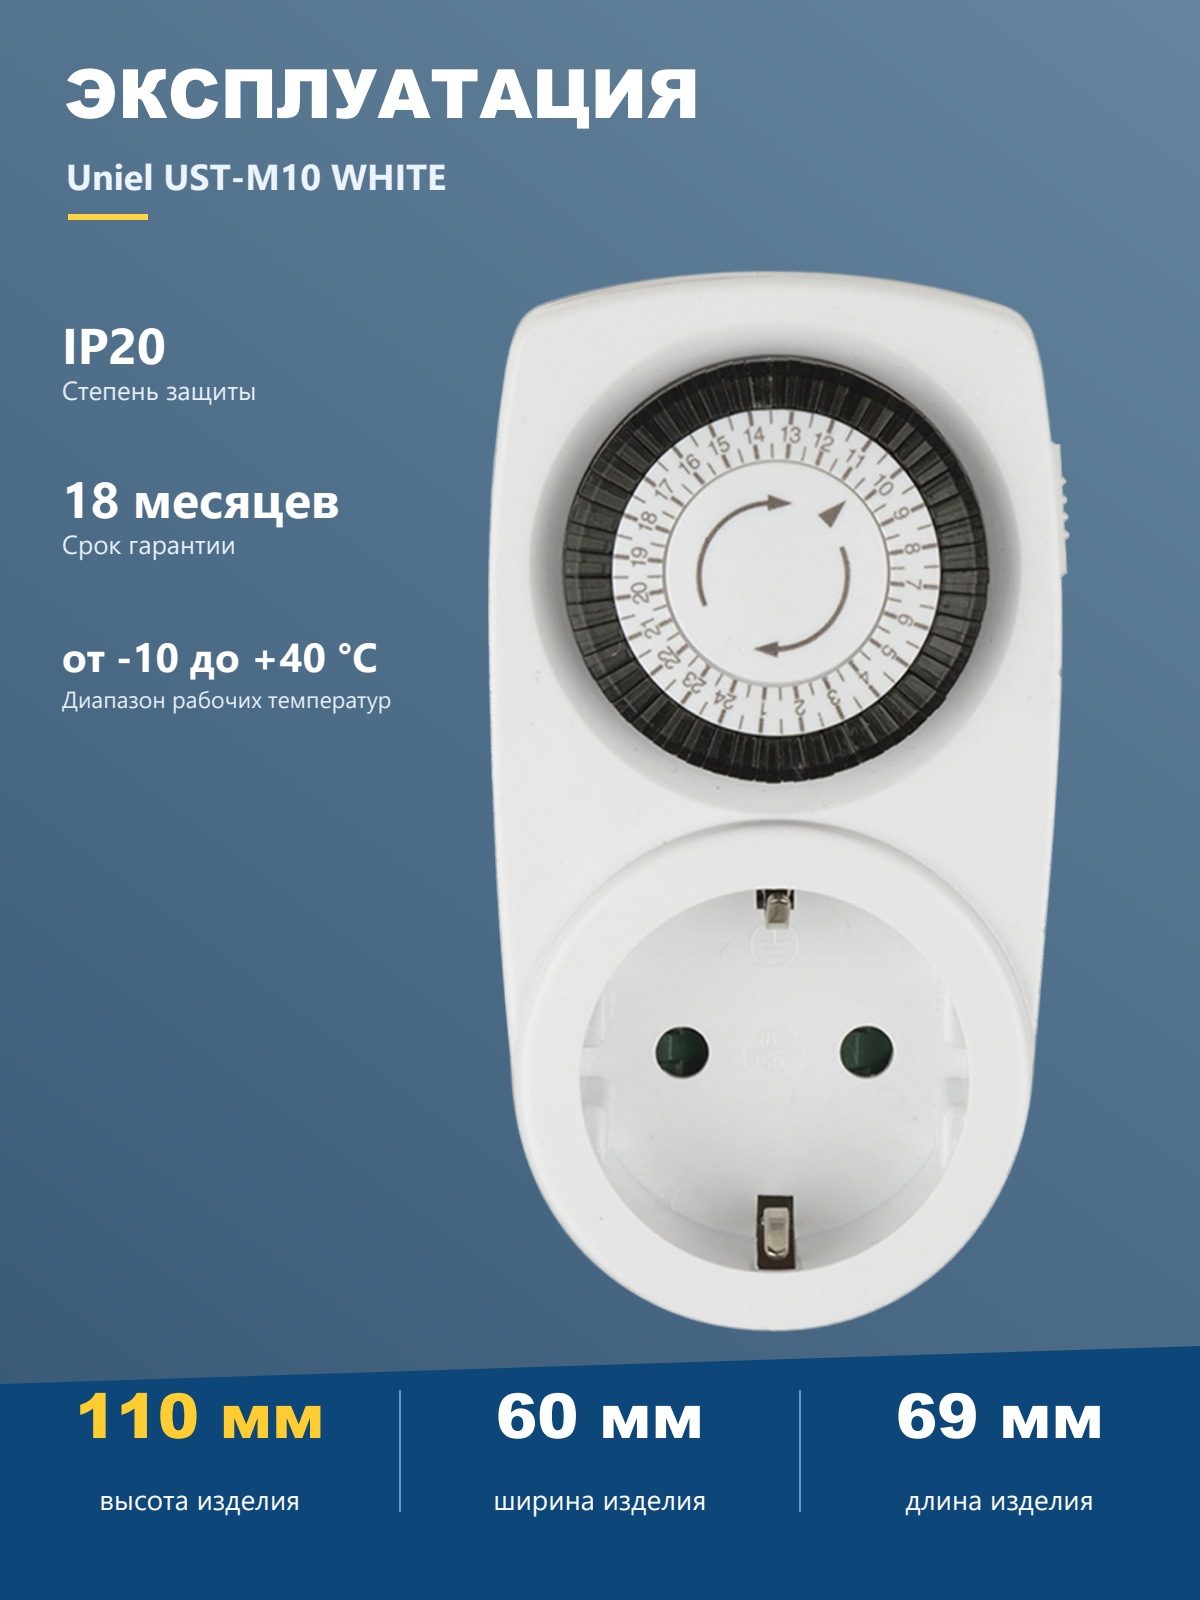 ЭКСПЛУАТАЦИЯ
Uniel UST-M10 WHITE
IP20
Степень защиты
18 месяцев
Срок гарантии
от -10 до +40 °C
Диапазон рабочих температур
1 2 3 4 5 6 7 8 9 10 11 12 13 14 15 16 17 18 19 20 21 22 23 24
110 мм
60 мм
69 мм
высота изделия
ширина изделия
длина изделия